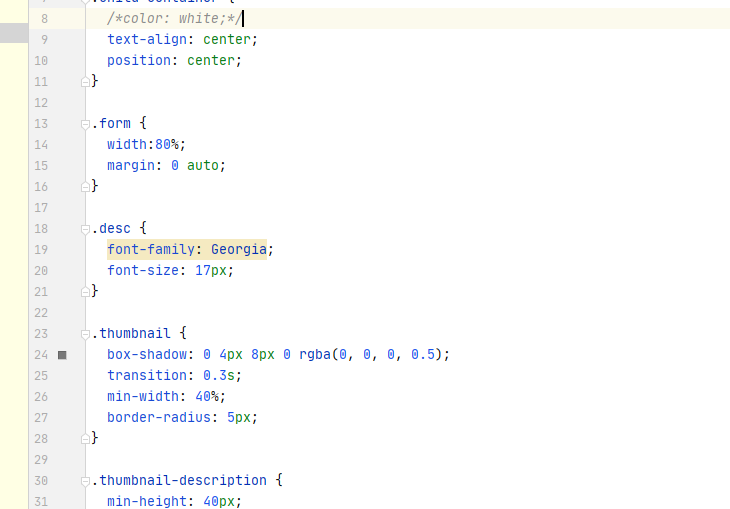 8 /*color: white;*/
9 text-align: center;
10 position: center;
11 }
12
13 .form {
14 width:80%;
15 margin: 0 auto;
16 }
17
18 .desc {
19 font-family: Georgia;
20 font-size: 17px;
21 }
22
23 .thumbnail {
24 box-shadow: 0 4px 8px 0 rgba(0, 0, 0, 0.5);
25 transition: 0.3s;
26 min-width: 40%;
27 border-radius: 5px;
28 }
29
30 .thumbnail-description {
31 min-height: 40px;